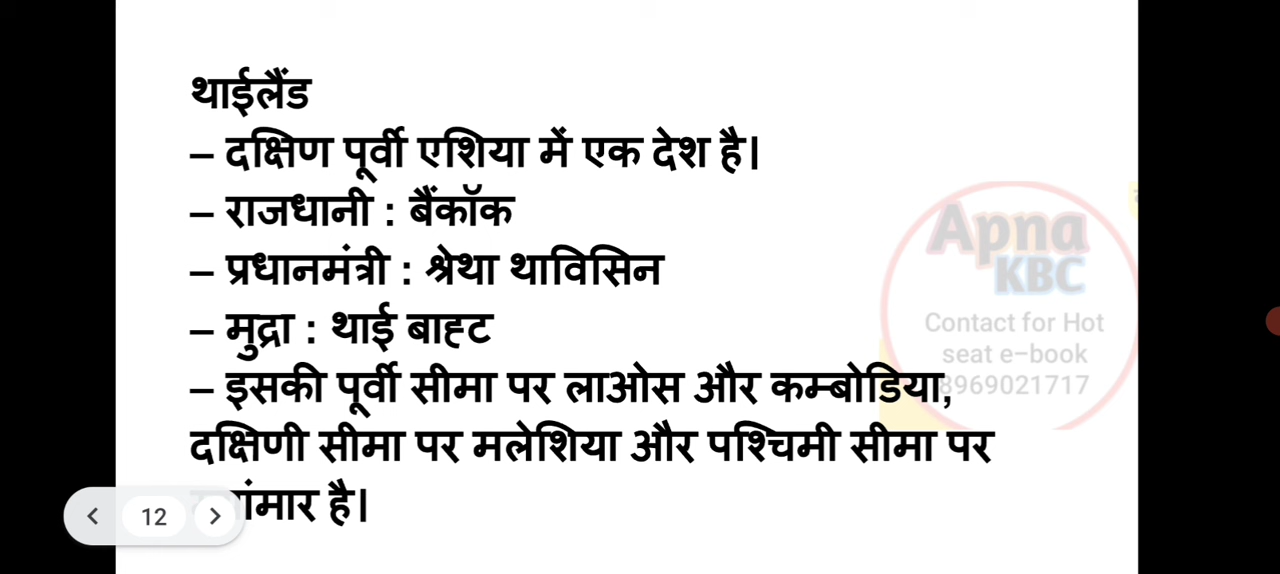 थाईलैंड
– दक्षिण पूर्वी एशिया में एक देश है।
– राजधानी : बैंकॉक
– प्रधानमंत्री : श्रेथा थाविसिन
– मुद्रा : थाई बाह्ट
– इसकी पूर्वी सीमा पर लाओस और कम्बोडिया,
दक्षिणी सीमा पर मलेशिया और पश्चिमी सीमा पर
है।
Apna
KBC
Contact for Hot
seat e-book
8969021717
12